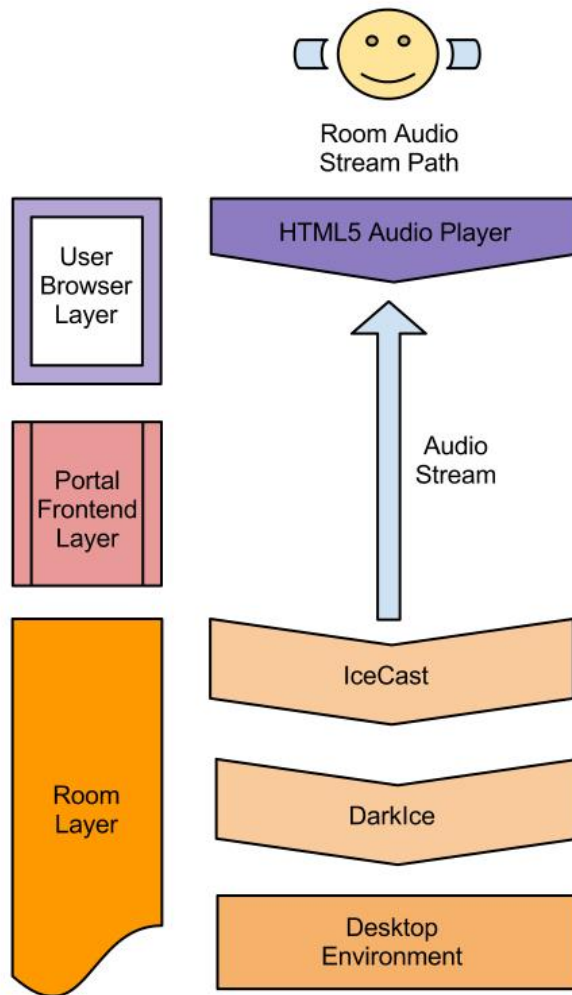 Room Audio
Stream Path
HTML5 Audio Player
User
Browser
Layer
Audio
Stream
Portal
Frontend
Layer
IceCast
Room
Layer
DarkIce
Desktop
Environment